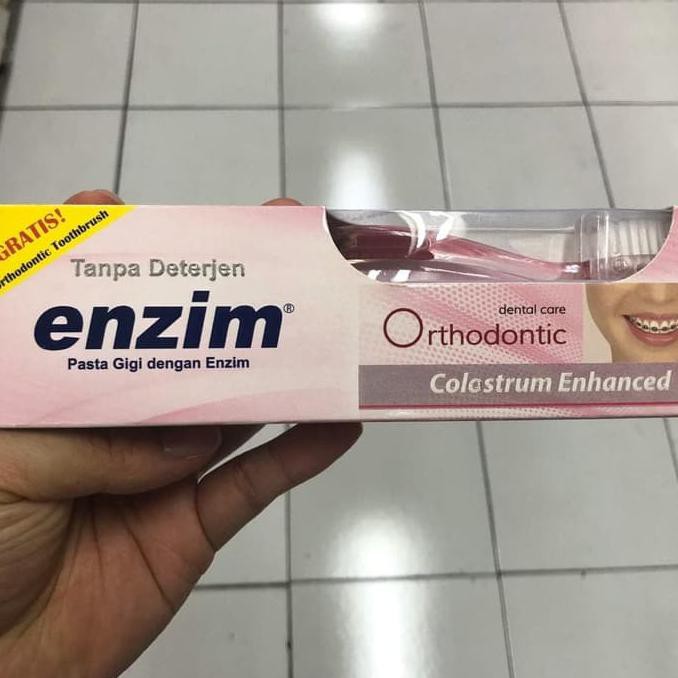 GRATIS!
Orthodontic Toothbrush
Tanpa Deterjen
enzim®
Pasta Gigi dengan Enzim
dental care
Orthodontic
Colostrum Enhanced